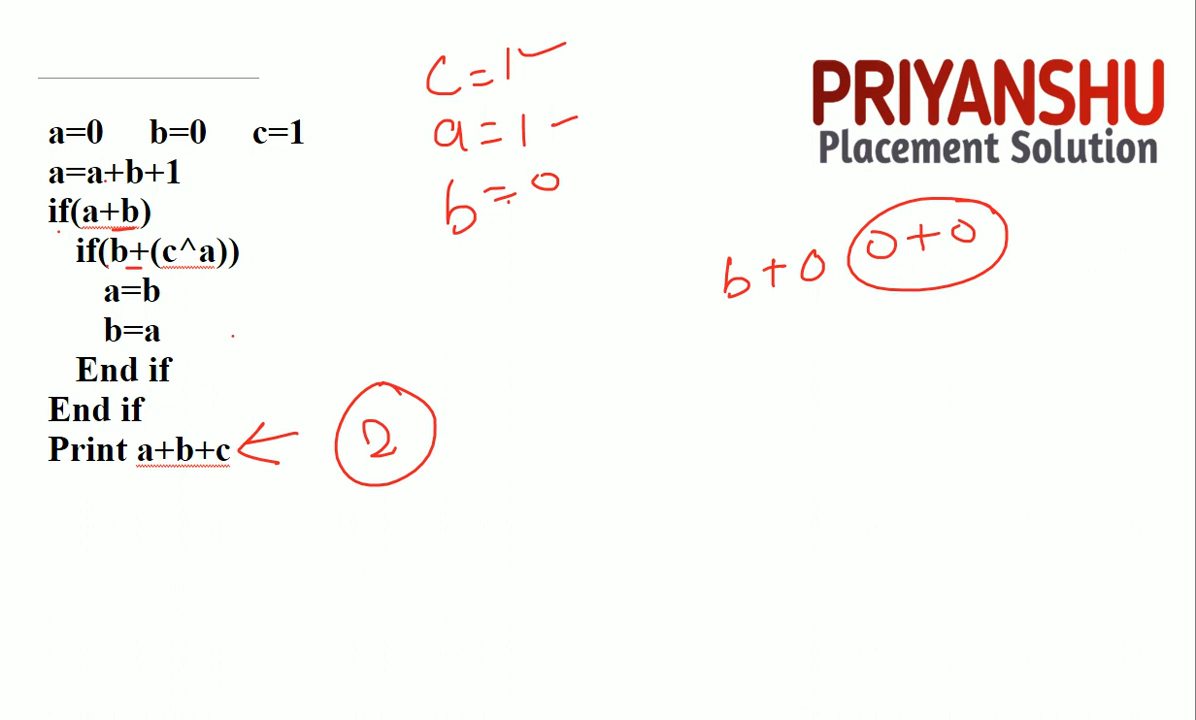 a=0 b=0 c=1
a=a+b+1
if(a+b)
if(b+(c^a))
a=b
b=a
End if
End if
Print a+b+c
2
c=1
a=1
b=0
PRIYANSHU
Placement Solution
b+0 0+0